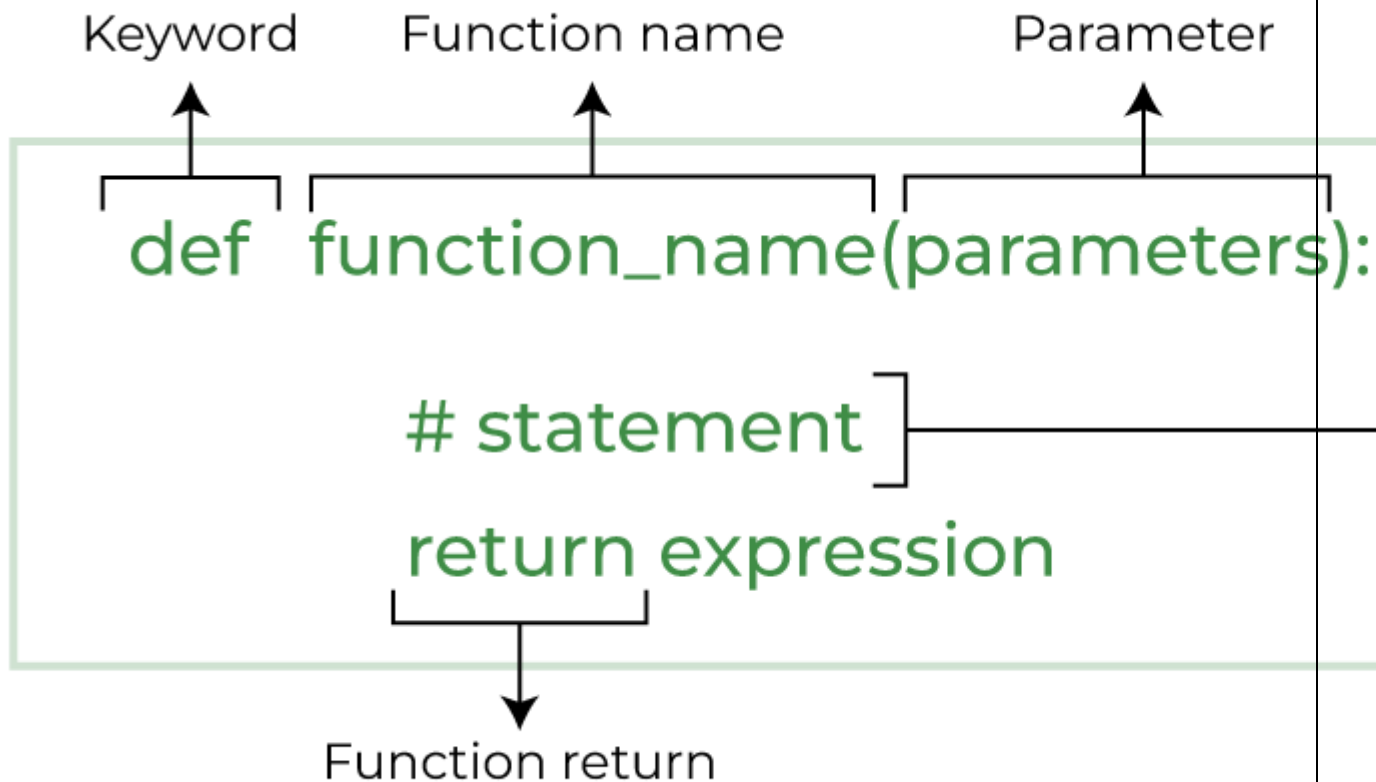 Keyword Function name Parameter
def function_name(parameters):
# statement
return expression
Function return